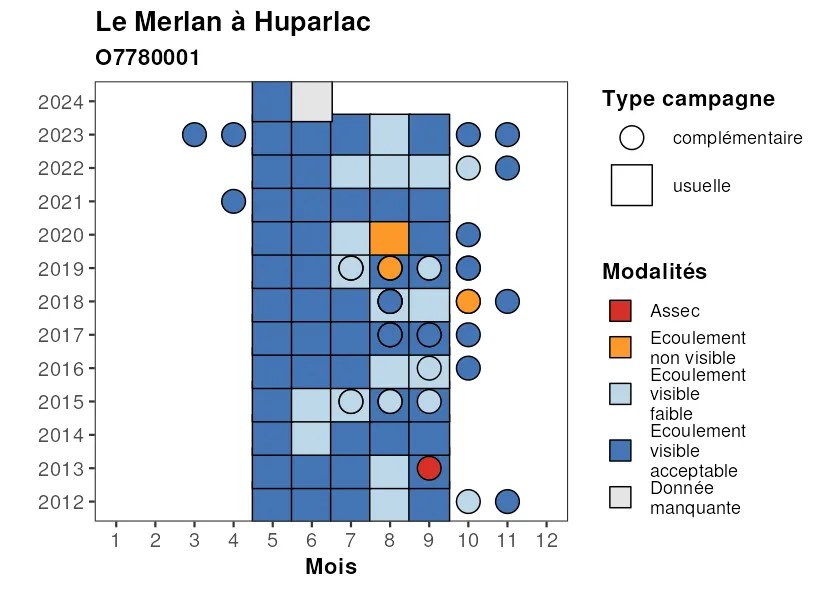 Le Merlan à Huparlac
O7780001
2024
2023
2022
2021
2020
2019
2018
2017
2016
2015
2014
2013
2012
1 2 3 4 5 6 7 8 9 10 11 12
Mois
Type campagne
complémentaire
usuelle
Modalités
Assec
Ecoulement
non visible
Ecoulement
visible
faible
Ecoulement
visible
acceptable
Donnée
manquante